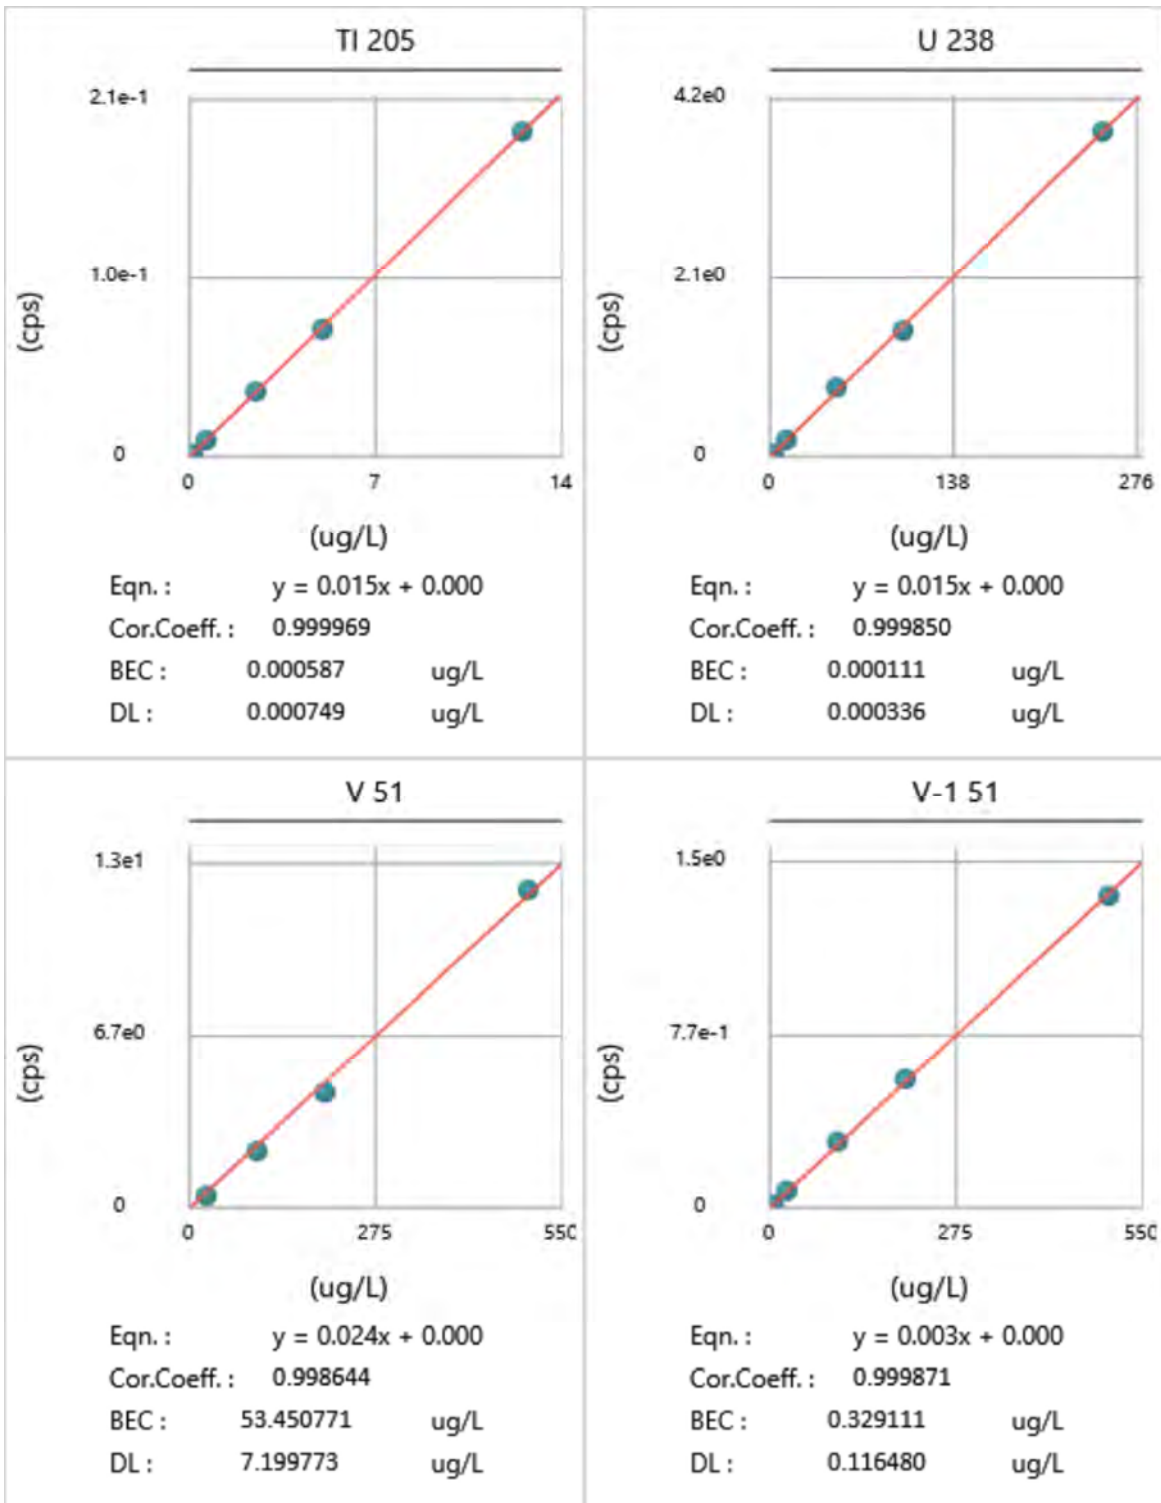 Tl 205
2.1e-1
1.0e-1
0
(cps)
0 7 14
(ug/L)
Eqn. : y = 0.015x + 0.000
Cor.Coeff. : 0.999969
BEC : 0.000587 ug/L
DL : 0.000749 ug/L
U 238
4.2e0
2.1e0
0
(cps)
0 138 276
(ug/L)
Eqn. : y = 0.015x + 0.000
Cor.Coeff. : 0.999850
BEC : 0.000111 ug/L
DL : 0.000336 ug/L
V 51
1.3e1
6.7e0
0
(cps)
0 275 550
(ug/L)
Eqn. : y = 0.024x + 0.000
Cor.Coeff. : 0.998644
BEC : 53.450771 ug/L
DL : 7.199773 ug/L
V-1 51
1.5e0
7.7e-1
0
(cps)
0 275 550
(ug/L)
Eqn. : y = 0.003x + 0.000
Cor.Coeff. : 0.999871
BEC : 0.329111 ug/L
DL : 0.116480 ug/L